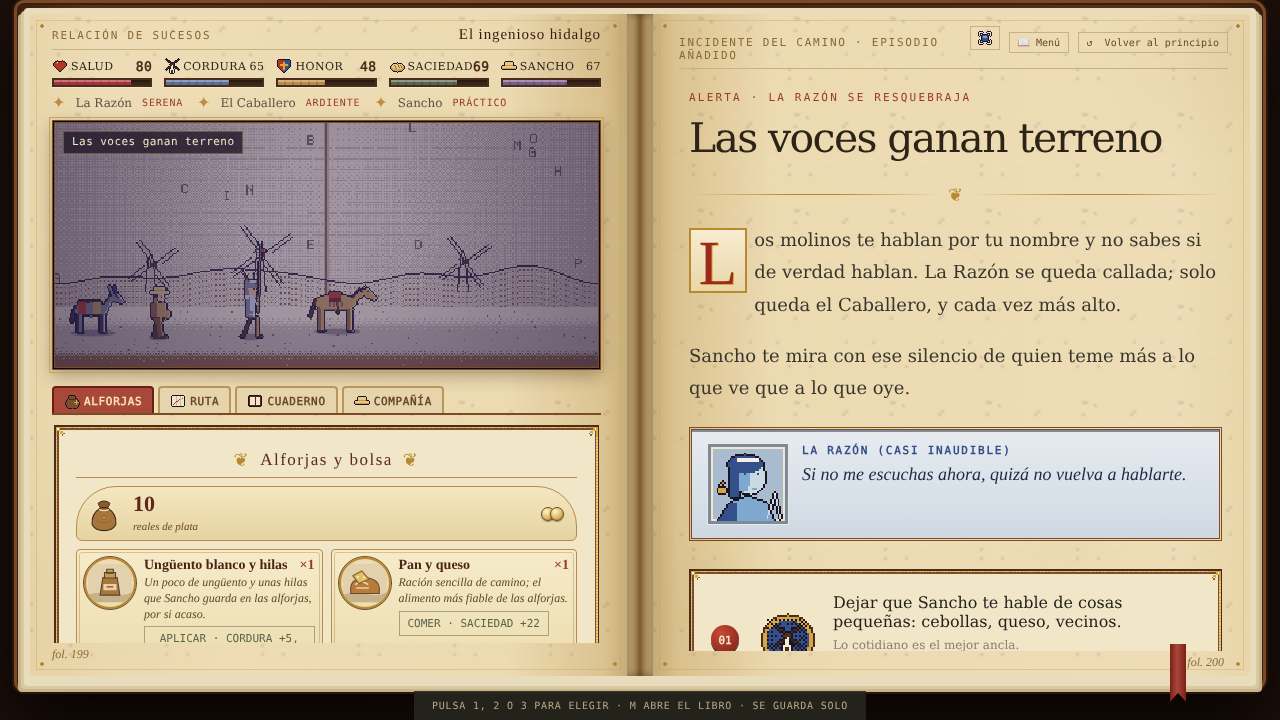 RELACIÓN DE SUCESOS
El ingenioso hidalgo
SALUD 80
CORDURA 65
HONOR 48
SACIEDAD 69
SANCHO 67
La Razón SERENA
El Caballero ARDIENTE
Sancho PRÁCTICO
Las voces ganan terreno
B
L
M
O
G
H
C
I
N
E
D
P
ALFORJAS
RUTA
CUADERNO
COMPAÑÍA
Alforjas y bolsa
10
reales de plata
Ungüento blanco y hilas ×1
Un poco de ungüento y unas hilas
que Sancho guarda en las alforjas,
por si acaso.
APLICAR · CORDURA +5,
Pan y queso ×1
Ración sencilla de camino; el
alimento más fiable de las alforjas.
COMER · SACIEDAD +22
fol. 199
INCIDENTE DEL CAMINO · EPISODIO
AÑADIDO
Menú
↺ Volver al principio
ALERTA · LA RAZÓN SE RESQUEBRAJA
Las voces ganan terreno
Los molinos te hablan por tu nombre y no sabes si
de verdad hablan. La Razón se queda callada; solo
queda el Caballero, y cada vez más alto.
Sancho te mira con ese silencio de quien teme más a lo
que ve que a lo que oye.
LA RAZÓN (CASI INAUDIBLE)
Si no me escuchas ahora, quizá no vuelva a hablarte.
01
Dejar que Sancho te hable de cosas
pequeñas: cebollas, queso, vecinos.
Lo cotidiano es el mejor ancla.
fol. 200
PULSA 1, 2 O 3 PARA ELEGIR · M ABRE EL LIBRO · SE GUARDA SOLO